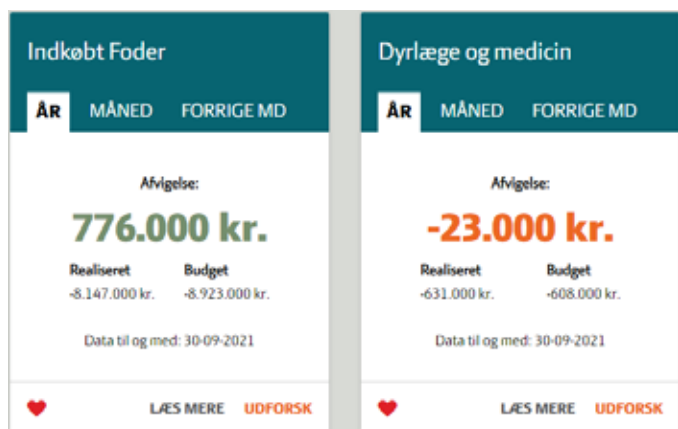 Indkøbt Foder
ÅR MÅNED FORRIGE MD
Afvigelse:
776.000 kr.
Realiseret Budget
-8.147.000 kr. -8.923.000 kr.
Data til og med: 30-09-2021
LÆS MERE UDFORSK
Dyrlæge og medicin
ÅR MÅNED FORRIGE MD
Afvigelse:
-23.000 kr.
Realiseret Budget
-631.000 kr. -608.000 kr.
Data til og med: 30-09-2021
LÆS MERE UDFORSK